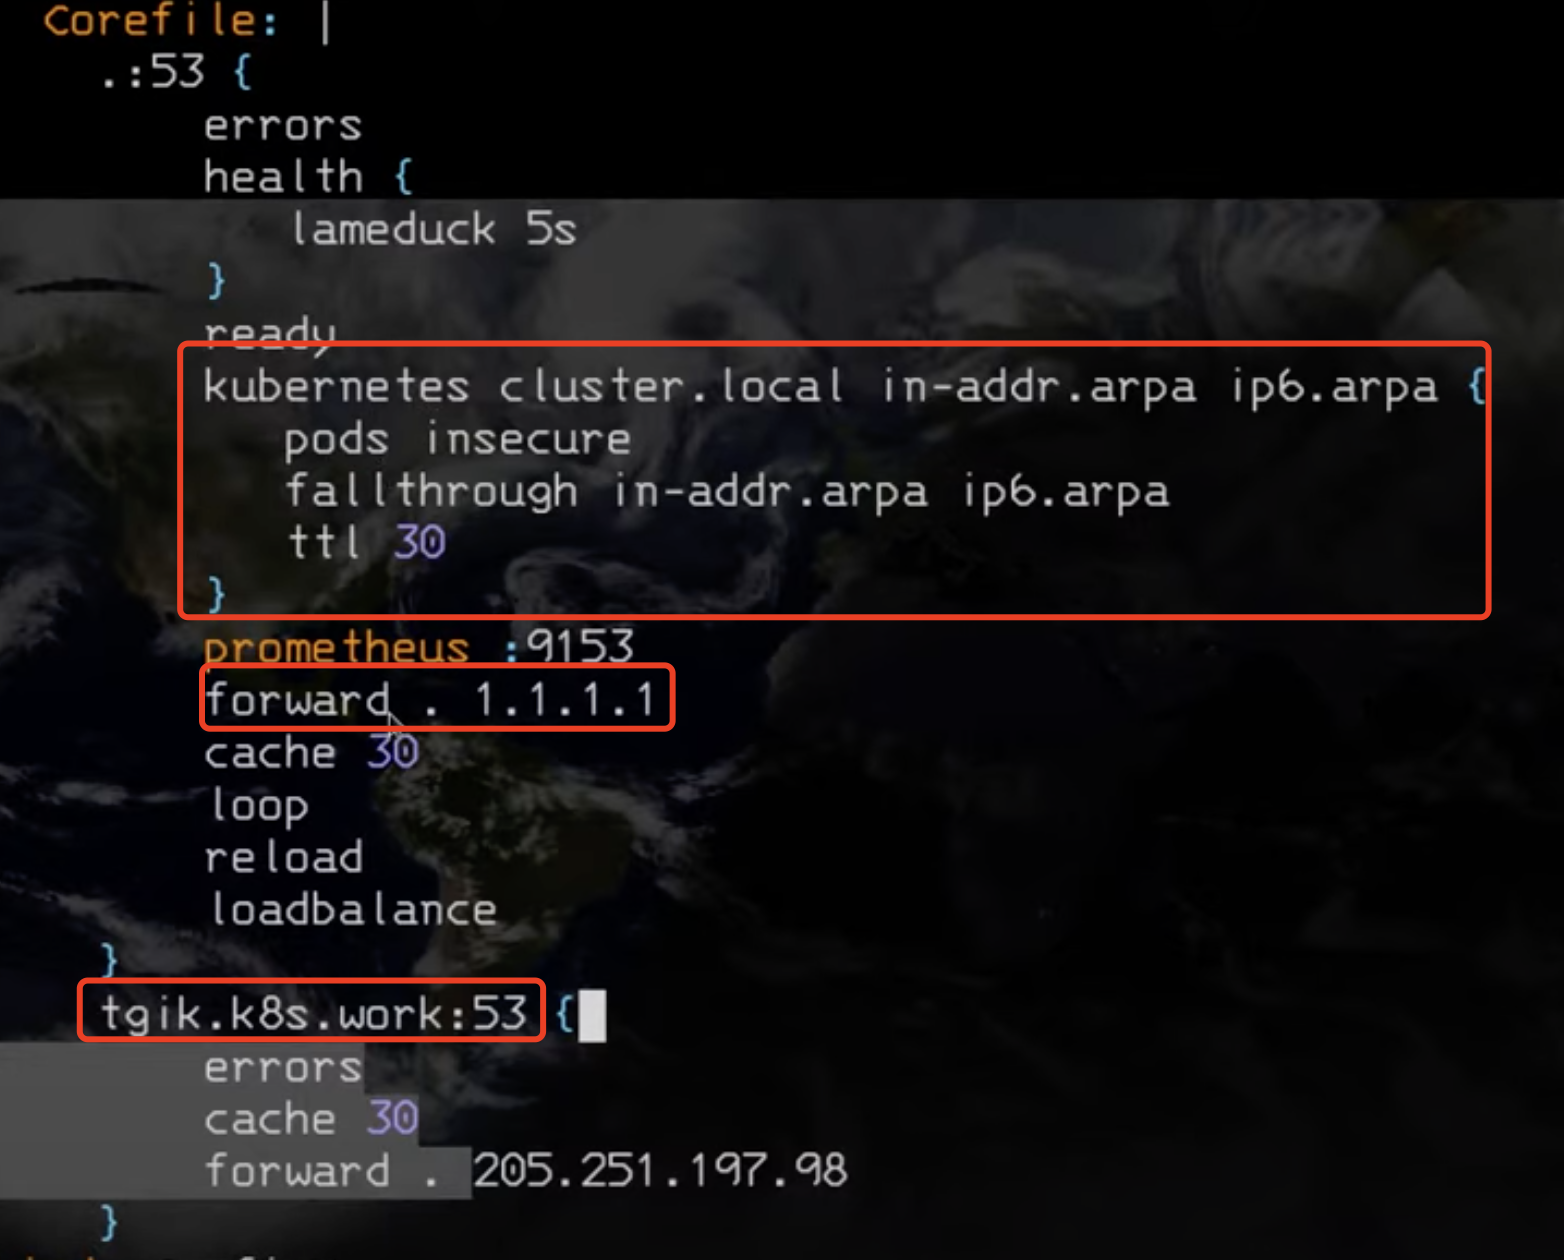 Corefile: |
.:53 {
errors
health {
lameduck 5s
}
ready
kubernetes cluster.local in-addr.arpa ip6.arpa {
pods insecure
fallthrough in-addr.arpa ip6.arpa
ttl 30
}
prometheus :9153
forward . 1.1.1.1
cache 30
loop
reload
loadbalance
}
tgik.k8s.work:53 {
errors
cache 30
forward . 205.251.197.98
}